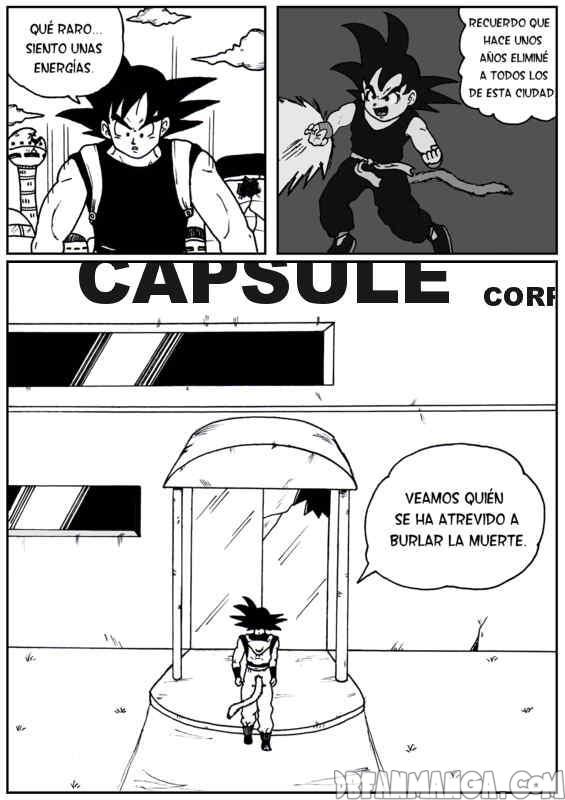 QUÉ RARO...
SIENTO UNAS
ENERGÍAS.
RECUERDO QUE
HACE UNOS
AÑOS ELIMINÉ
A TODOS LOS
DE ESTA CIUDAD
CAPSULE CORP
VEAMOS QUIÉN
SE HA ATREVIDO A
BURLAR LA MUERTE.
DBFANMANGA.COM